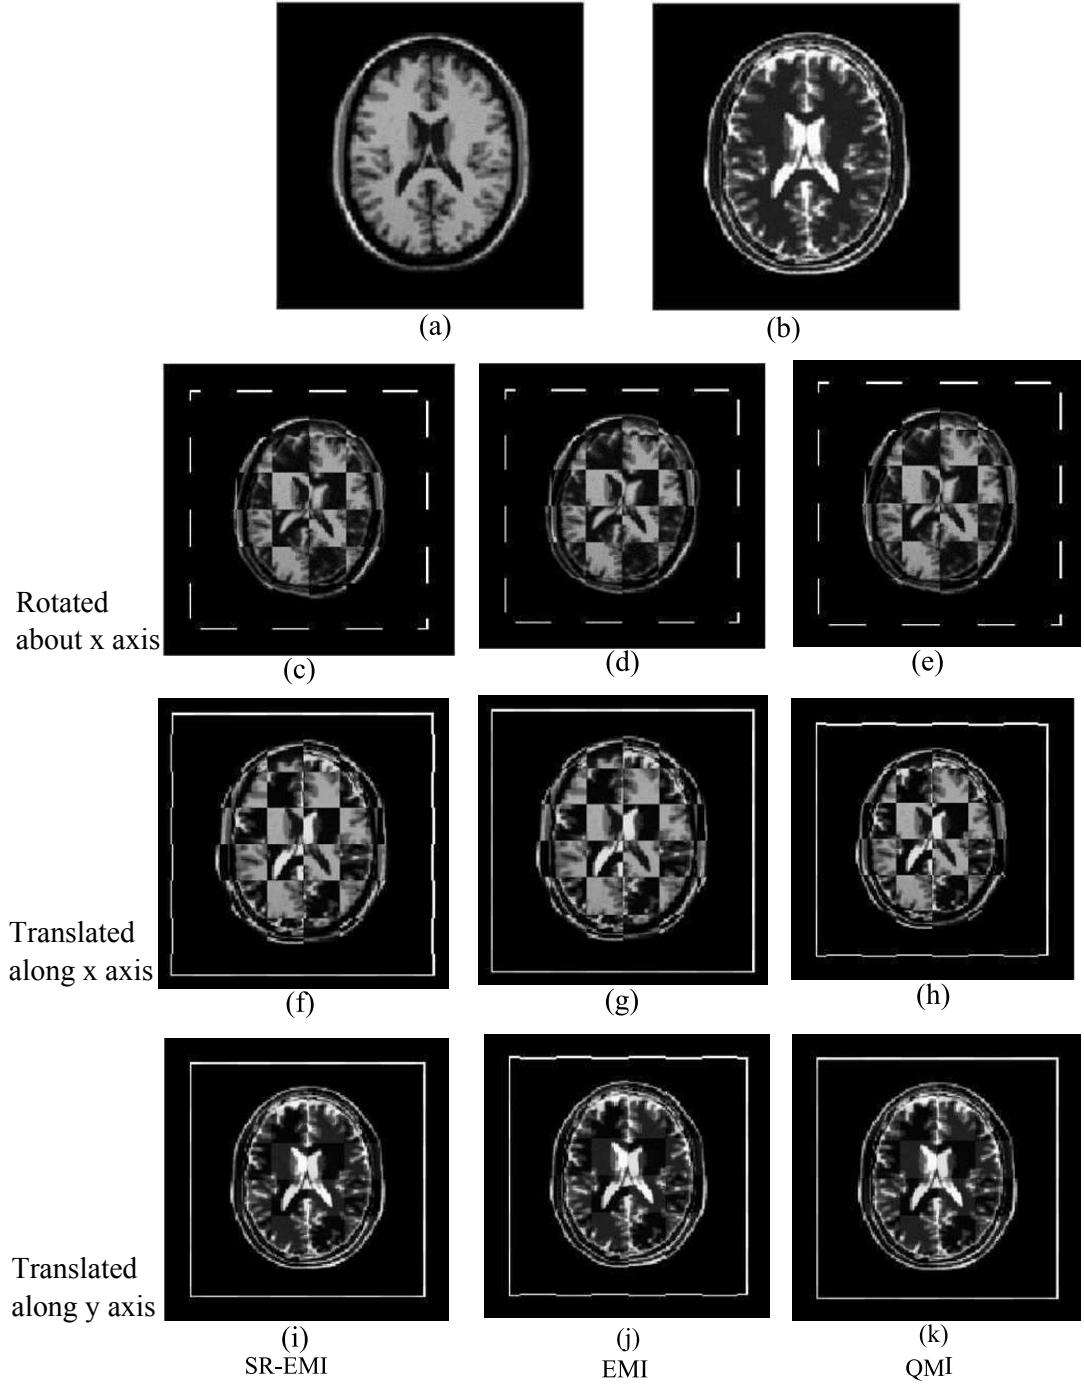 (a)
(b)
Rotated
about x axis
(c)
(d)
(e)
Translated
along x axis
(f)
(g)
(h)
Translated
along y axis
(i)
(j)
(k)
SR-EMI
EMI
QMI